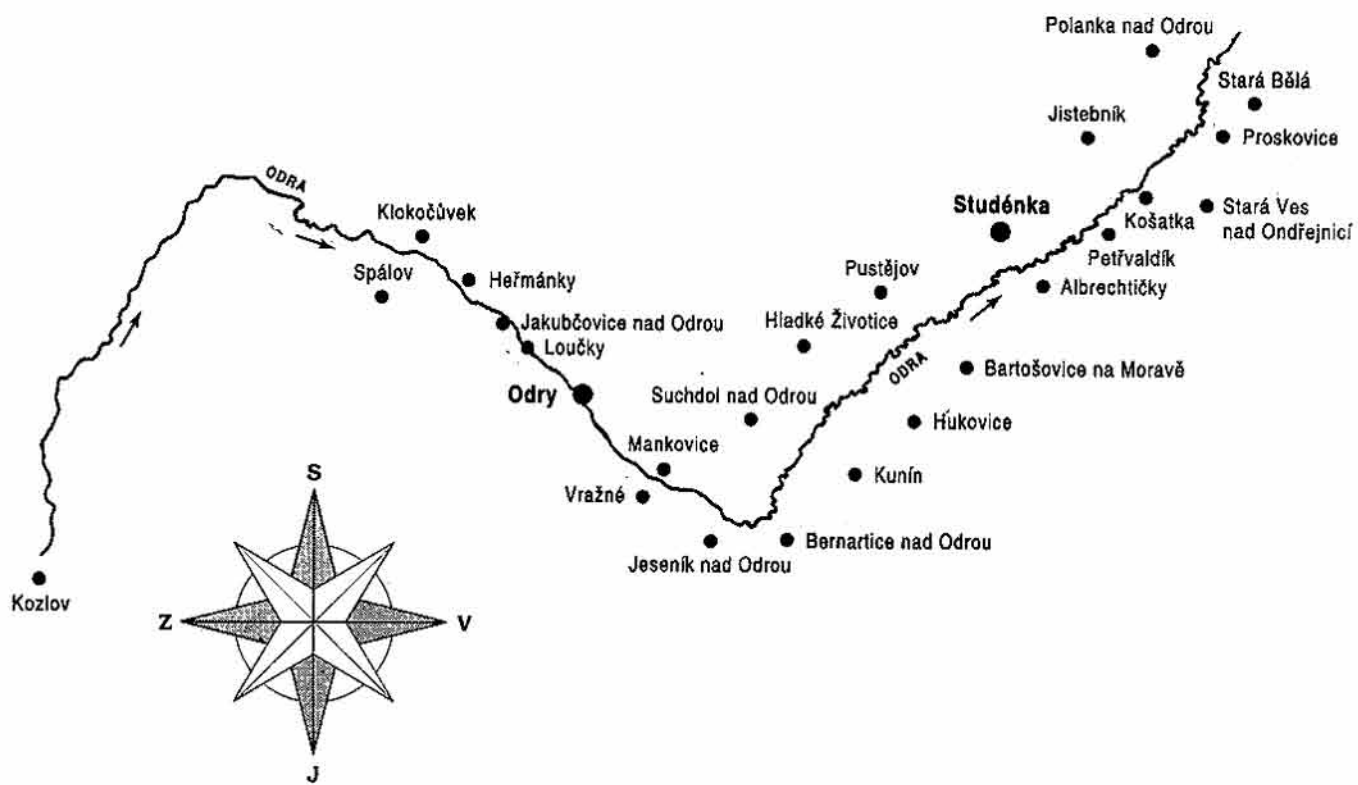 Polanka nad Odrou
Stará Bělá
Jistebník
Proskovice
ODRA
Klokočůvek
Studénka
Košatka
Stará Ves
nad Ondřejnicí
Petřvaldík
Spálov
Heřmánky
Pustějov
Albrechtičky
Jakubčovice nad Odrou
Hladké Životice
Loučky
ODRA
Bartošovice na Moravě
Odry
Suchdol nad Odrou
Hukovice
Mankovice
Kunín
Vražné
S
Jeseník nad Odrou
Bernartice nad Odrou
Kozlov
Z
V
J